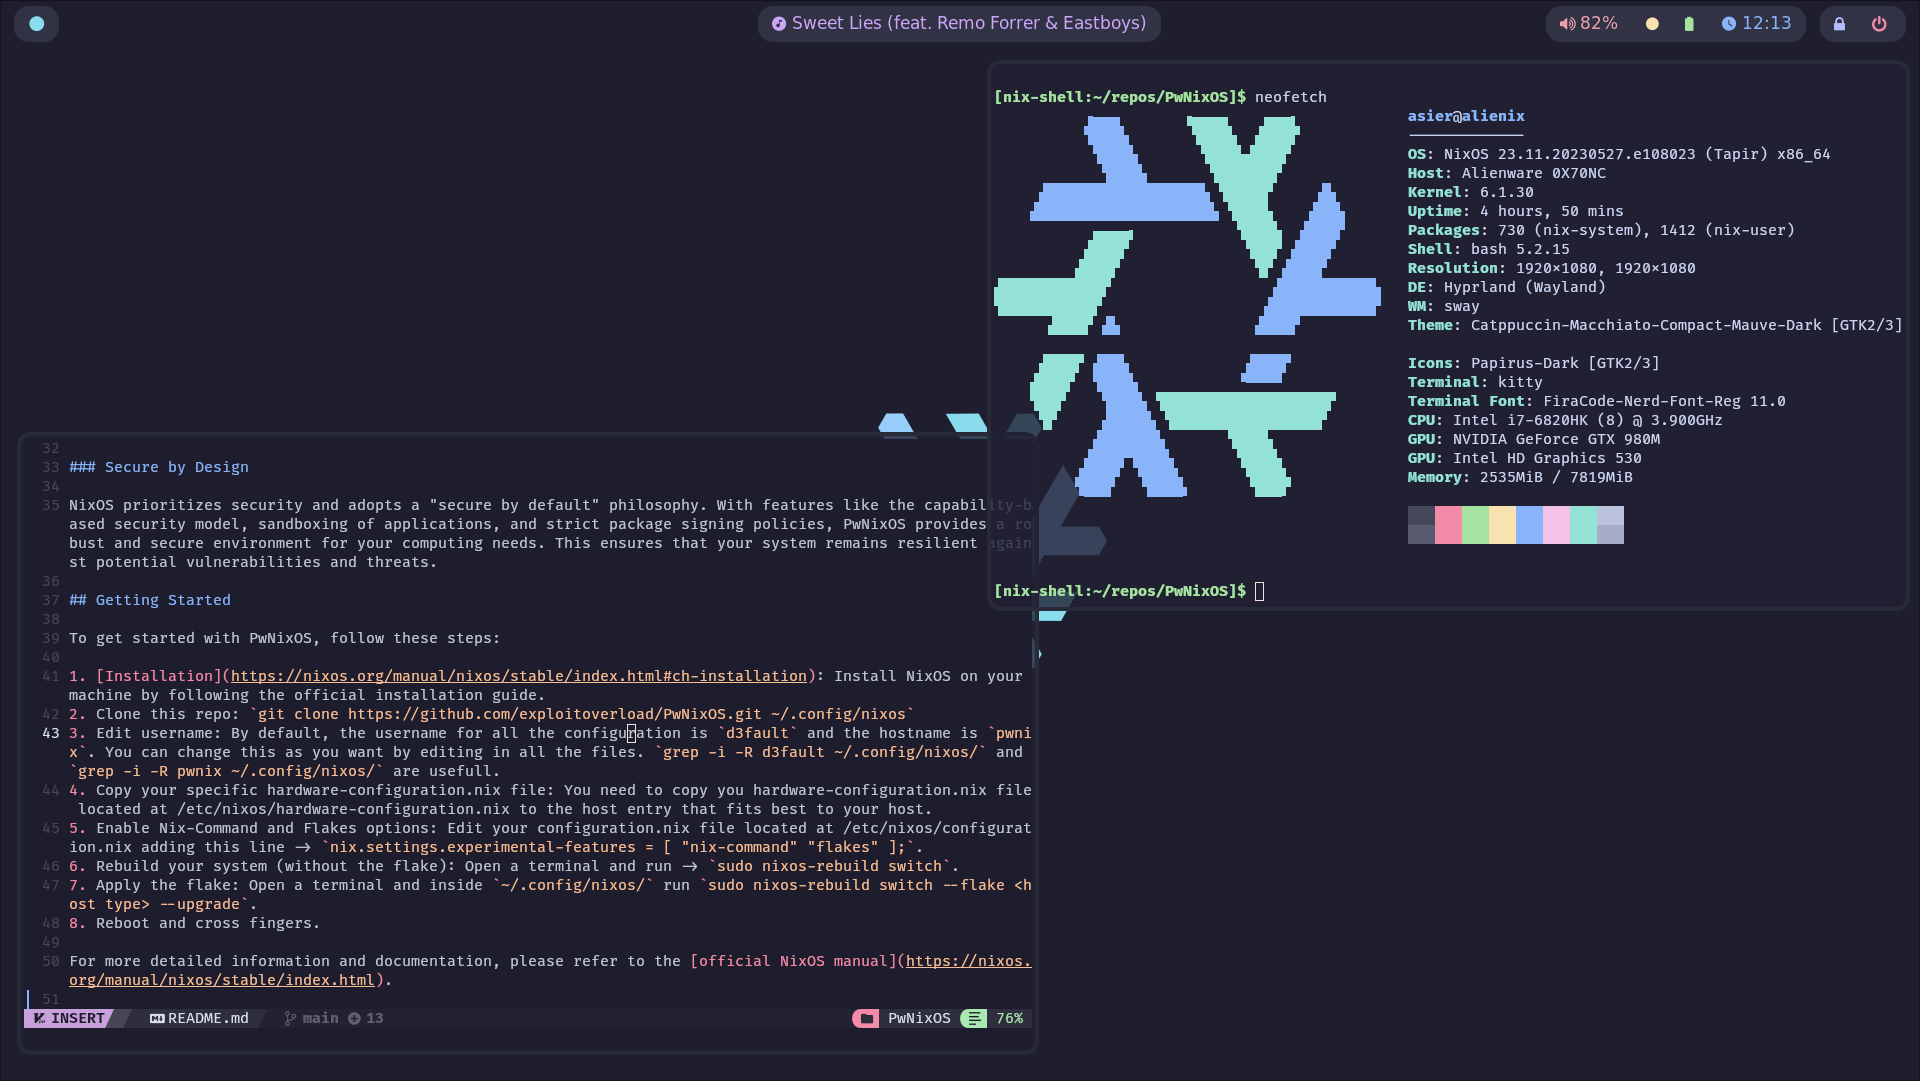 Sweet Lies (feat. Remo Forrer & Eastboys)
82%
12:13
[nix-shell:~/repos/PwNixOS]$ neofetch
asier@alienix
-------------
OS: NixOS 23.11.20230527.e108023 (Tapir) x86_64
Host: Alienware 0X70NC
Kernel: 6.1.30
Uptime: 4 hours, 50 mins
Packages: 730 (nix-system), 1412 (nix-user)
Shell: bash 5.2.15
Resolution: 1920x1080, 1920x1080
DE: Hyprland (Wayland)
WM: sway
Theme: Catppuccin-Macchiato-Compact-Mauve-Dark [GTK2/3]
Icons: Papirus-Dark [GTK2/3]
Terminal: kitty
Terminal Font: FiraCode-Nerd-Font-Reg 11.0
CPU: Intel i7-6820HK (8) @ 3.900GHz
GPU: NVIDIA GeForce GTX 980M
GPU: Intel HD Graphics 530
Memory: 2535MiB / 7819MiB
[nix-shell:~/repos/PwNixOS]$
32
33 ### Secure by Design
34
35 NixOS prioritizes security and adopts a "secure by default" philosophy. With features like the capability-b
ased security model, sandboxing of applications, and strict package signing policies, PwNixOS provides a ro
bust and secure environment for your computing needs. This ensures that your system remains resilient again
st potential vulnerabilities and threats.
36
37 ## Getting Started
38
39 To get started with PwNixOS, follow these steps:
40
41 1. [Installation](https://nixos.org/manual/nixos/stable/index.html#ch-installation): Install NixOS on your
machine by following the official installation guide.
42 2. Clone this repo: `git clone https://github.com/exploitoverload/PwNixOS.git ~/.config/nixos`
43 3. Edit username: By default, the username for all the configuration is `d3fault` and the hostname is `pwni
x`. You can change this as you want by editing in all the files. `grep -i -R d3fault ~/.config/nixos/` and
`grep -i -R pwnix ~/.config/nixos/` are usefull.
44 4. Copy your specific hardware-configuration.nix file: You need to copy you hardware-configuration.nix file
located at /etc/nixos/hardware-configuration.nix to the host entry that fits best to your host.
45 5. Enable Nix-Command and Flakes options: Edit your configuration.nix file located at /etc/nixos/configurat
ion.nix adding this line -> `nix.settings.experimental-features = [ "nix-command" "flakes" ];`.
46 6. Rebuild your system (without the flake): Open a terminal and run -> `sudo nixos-rebuild switch`.
47 7. Apply the flake: Open a terminal and inside `~/.config/nixos/` run `sudo nixos-rebuild switch --flake <h
ost type> --upgrade`.
48 8. Reboot and cross fingers.
49
50 For more detailed information and documentation, please refer to the [official NixOS manual](https://nixos.
org/manual/nixos/stable/index.html).
51
INSERT README.md main 13 PwNixOS 76%